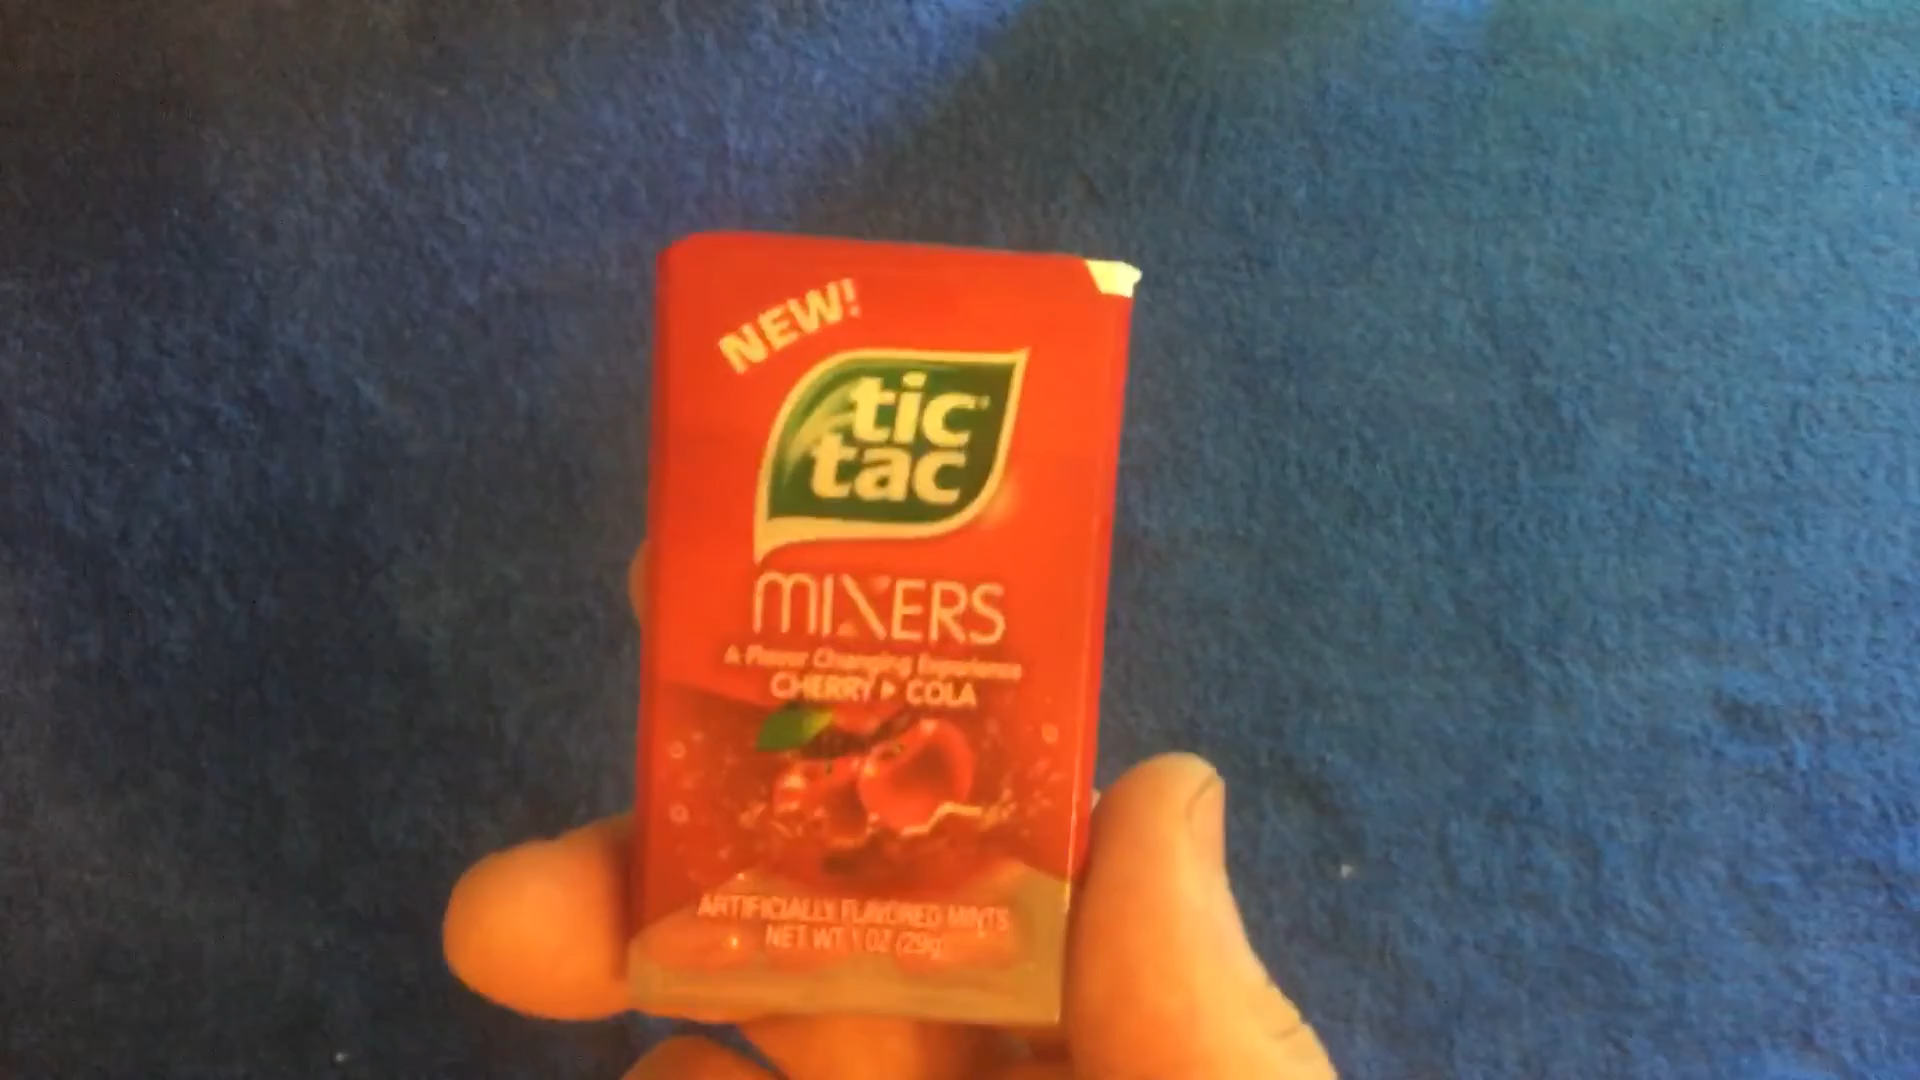 NEW!
tic
tac
MIXERS
A Flavor Changing Experience
CHERRY ▸ COLA
ARTIFICIALLY FLAVORED MINTS
NET WT 1 OZ (29g)